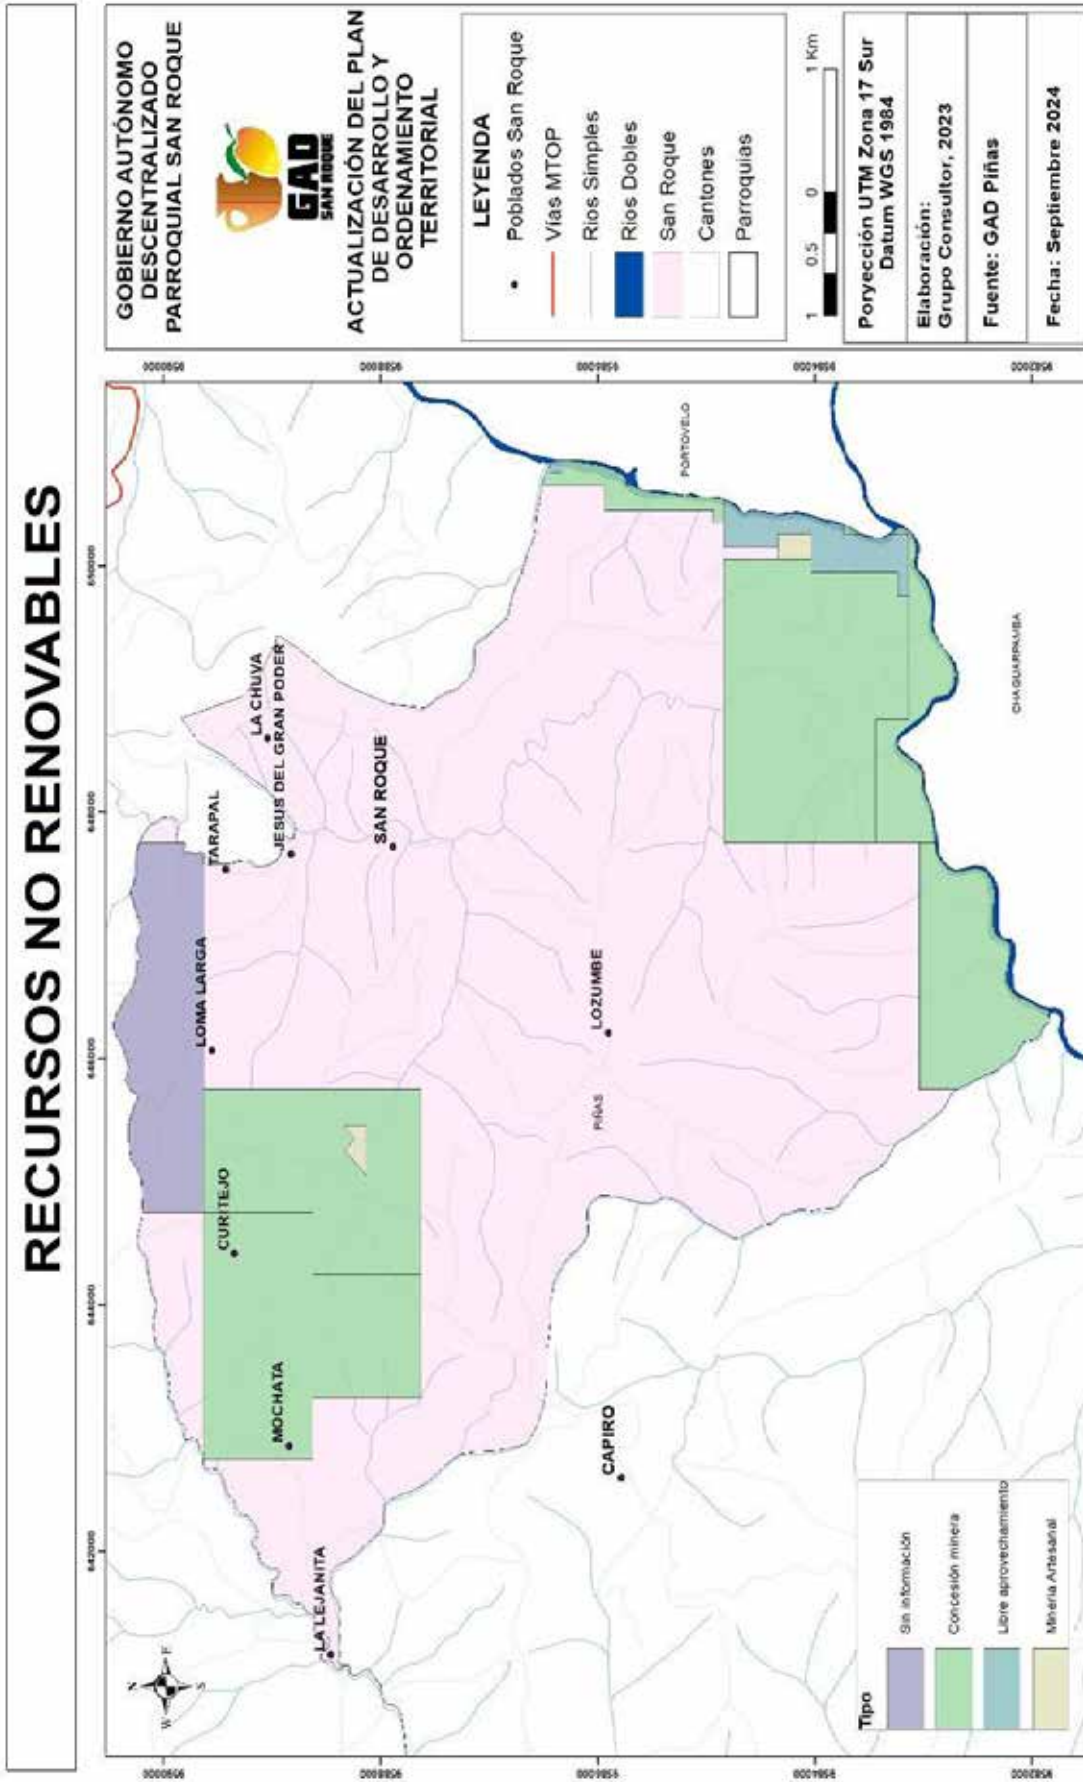 RECURSOS NO RENOVABLES
642000
644000
646000
648000
650000
N
W
E
S
LA LEJANITA
MOCHATA
CURITEJO
LOMA LARGA
TARAPAL
LA CHUVA
JESUS DEL GRAN PODER
SAN ROQUE
LOZUMBE
PIÑAS
CAPIRO
PORTOVELO
CHAGUARPAMBA
Tipo
Sin información
Concesión minera
Libre aprovechamiento
Minería Artesanal
GOBIERNO AUTÓNOMO
DESCENTRALIZADO
PARROQUIAL SAN ROQUE
GAD
SAN ROQUE
ACTUALIZACIÓN DEL PLAN
DE DESARROLLO Y
ORDENAMIENTO
TERRITORIAL
LEYENDA
Poblados San Roque
Vías MTOP
Rios Simples
Rios Dobles
San Roque
Cantones
Parroquias
1 0.5 0 1 Km
Poryección UTM Zona 17 Sur
Datum WGS 1984
Elaboración:
Grupo Consultor, 2023
Fuente: GAD Piñas
Fecha: Septiembre 2024